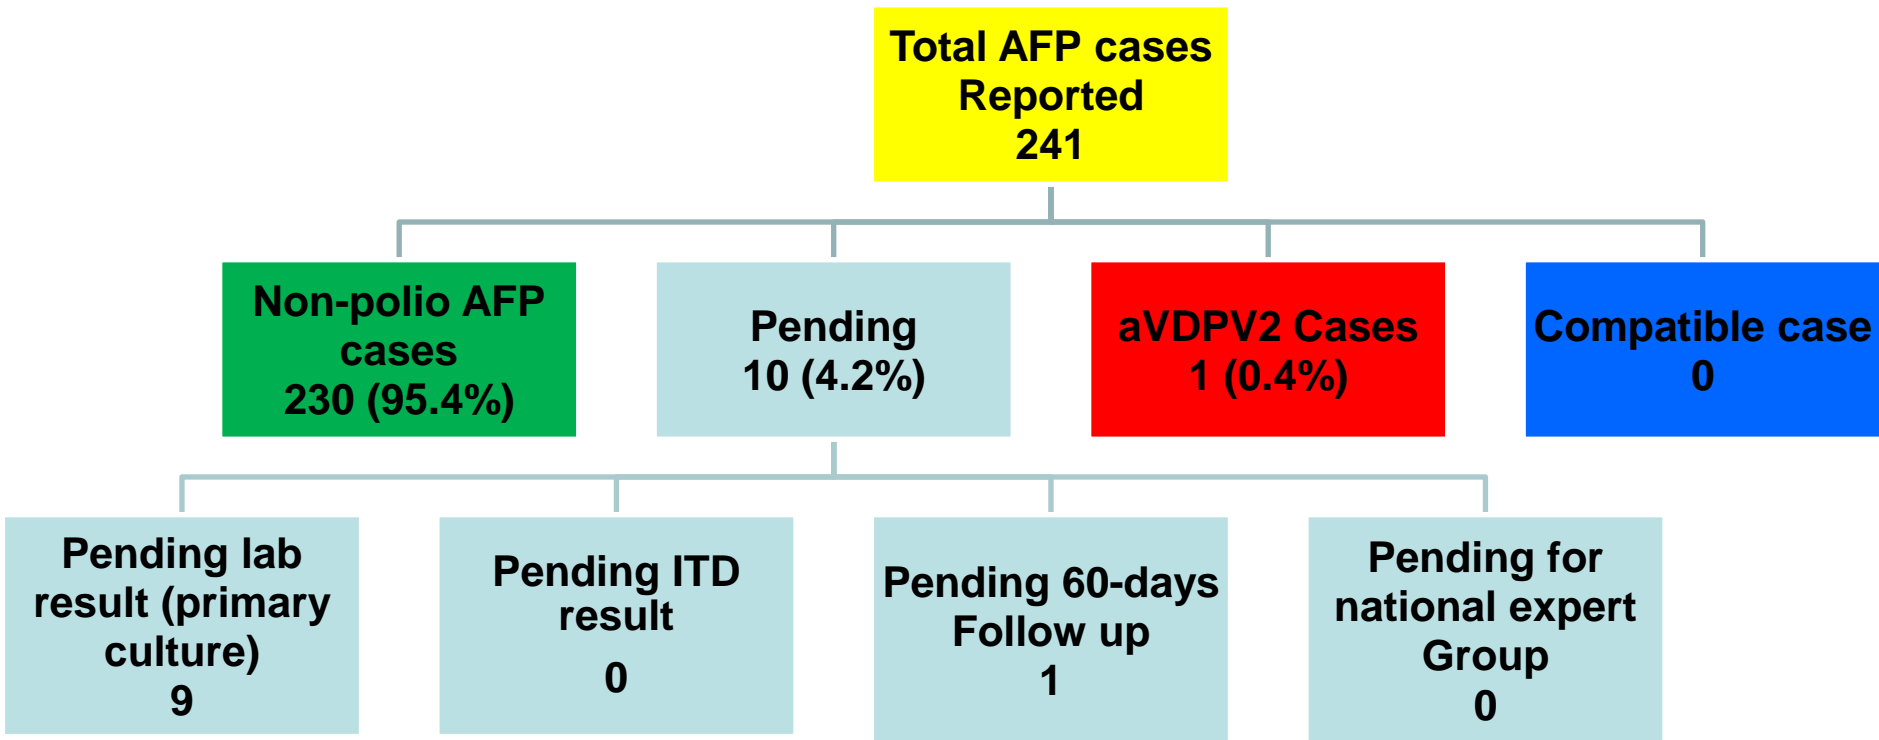 Total AFP cases
Reported
241
Non-polio AFP
cases
230 (95.4%)
Pending
10 (4.2%)
aVDPV2 Cases
1 (0.4%)
Compatible case
0
Pending lab
result (primary
culture)
9
Pending ITD
result
0
Pending 60-days
Follow up
1
Pending for
national expert
Group
0